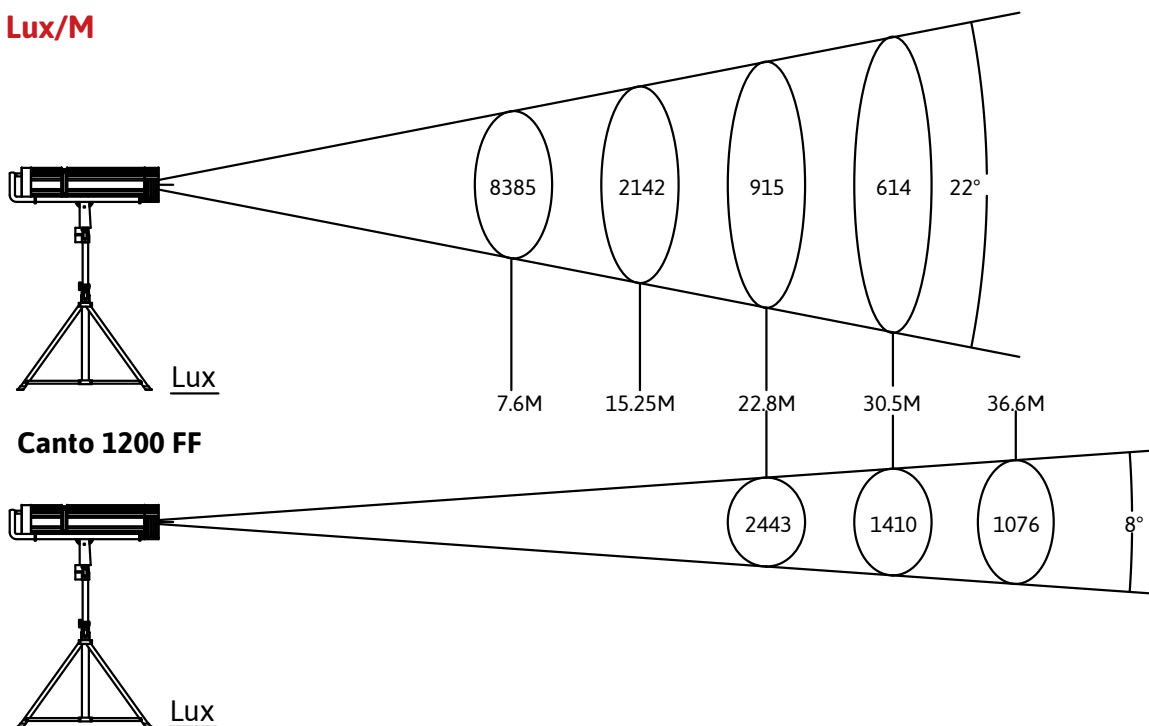 Lux/M
8385 2142 915 614 22°
Lux
7.6M 15.25M 22.8M 30.5M 36.6M
Canto 1200 FF
2443 1410 1076 8°
Lux